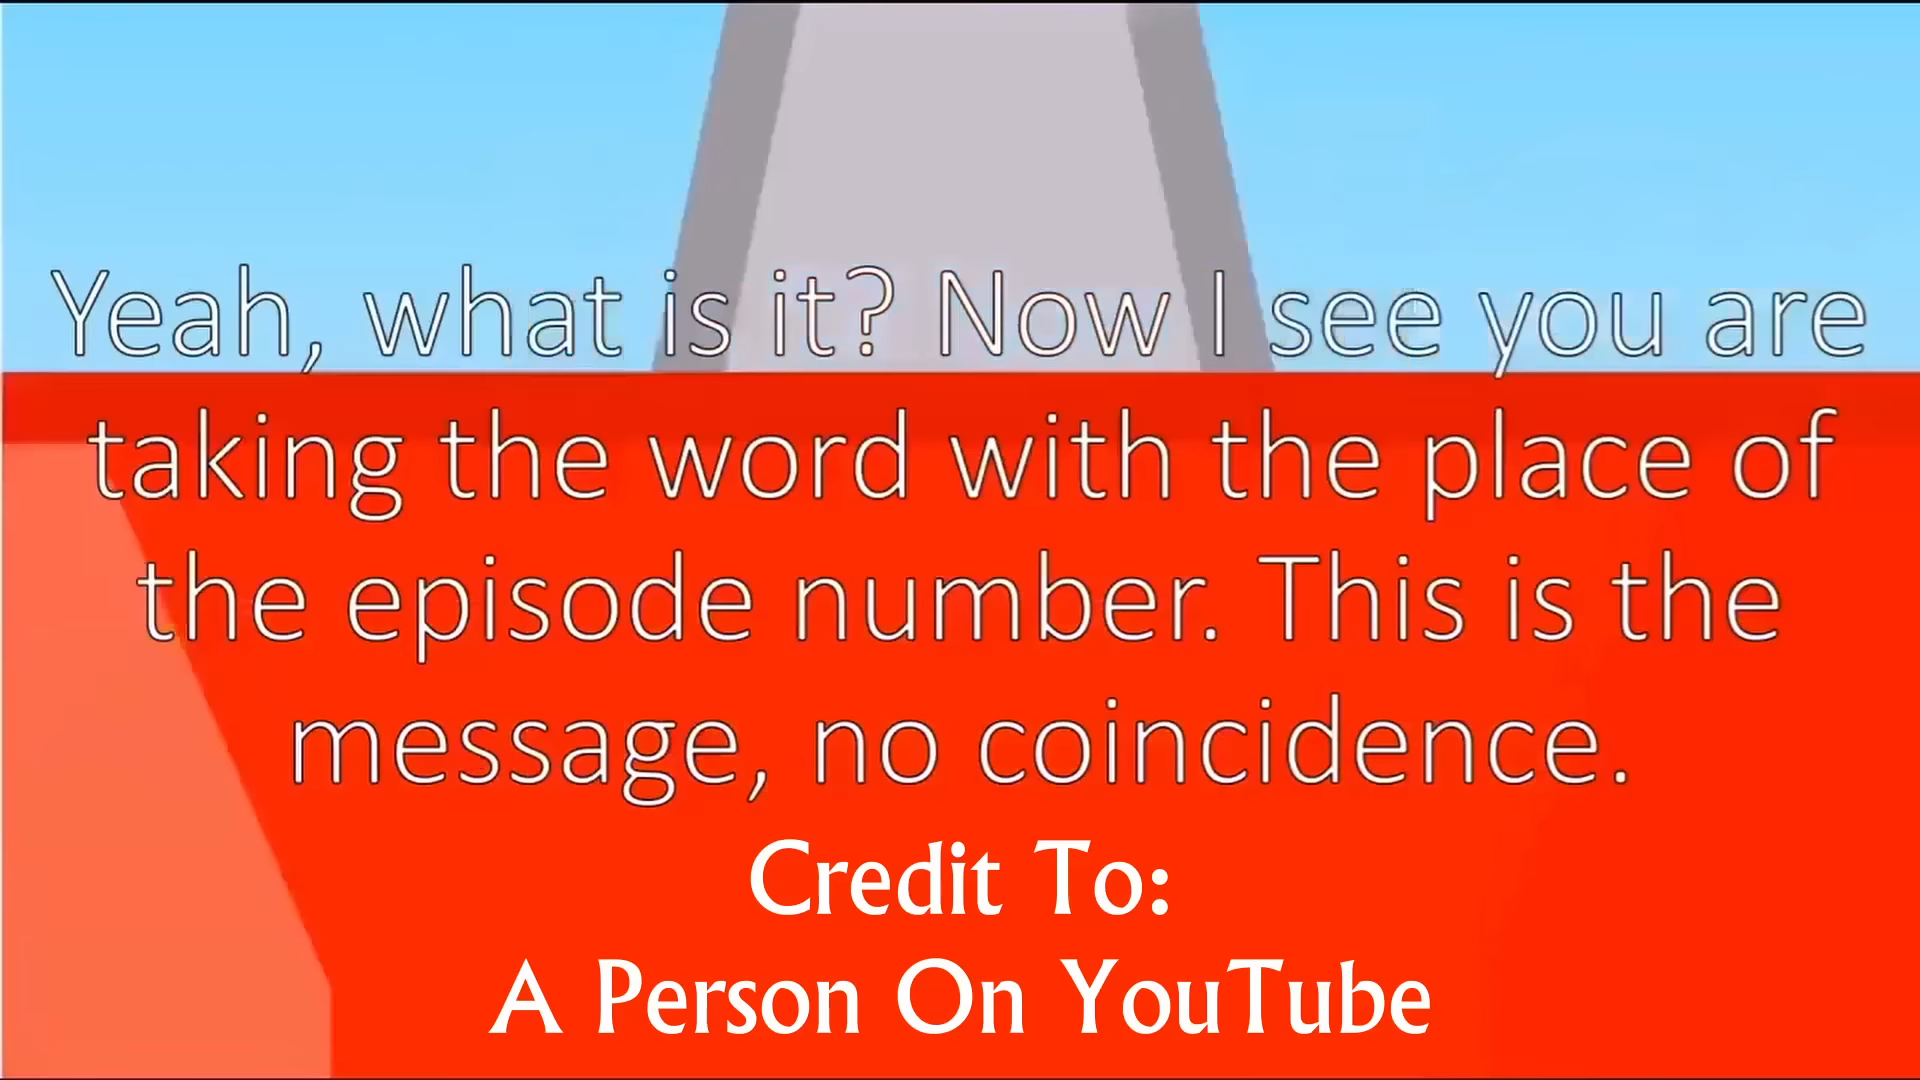 Yeah, what is it? Now I see you are
taking the word with the place of
the episode number. This is the
message, no coincidence.
Credit To:
A Person On YouTube